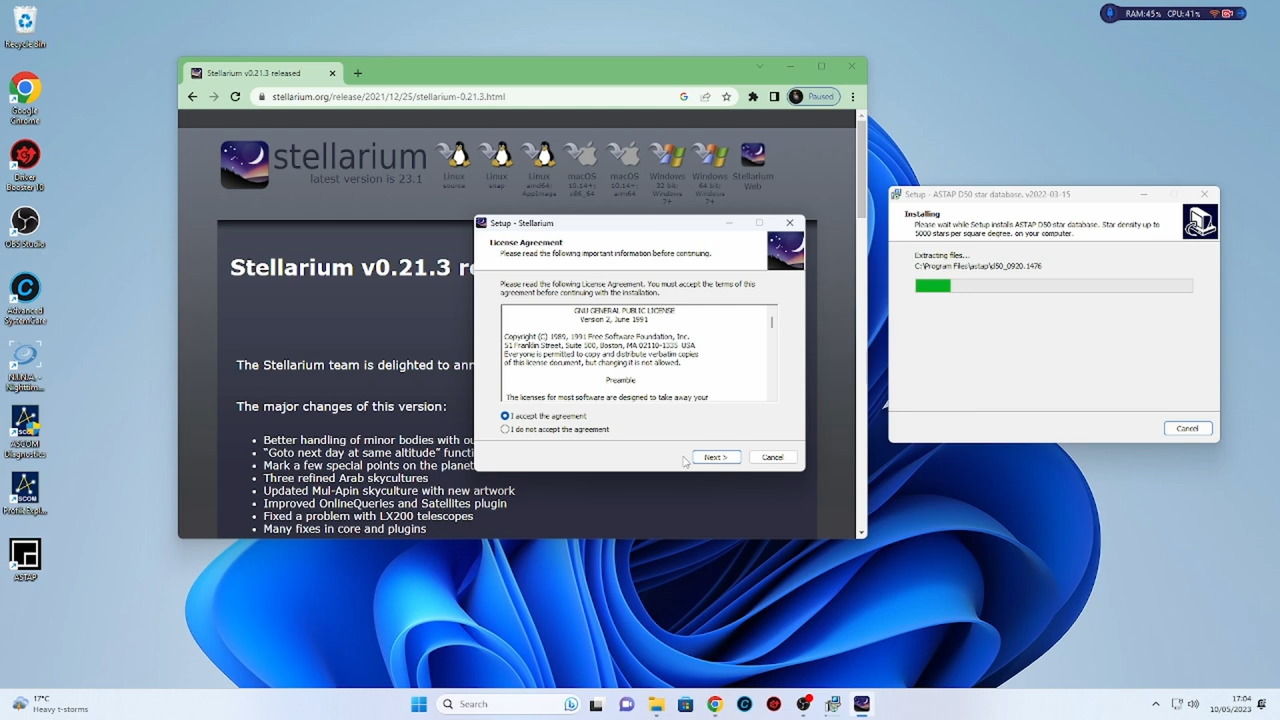 RAM:45% CPU:41%
Recycle Bin
Google
Chrome
Driver
Booster 10
OBS Studio
Advanced
SystemCare
N.I.N.A. -
Nighttim...
ASCOM
Diagnostics
ProfileExpl...
ASTAP
Stellarium v0.21.3 released
stellarium.org/release/2021/12/25/stellarium-0.21.3.html
Paused
stellarium
latest version is 23.1
Linux
source
Linux
snap
Linux
amd64;
AppImage
macOS
10.14+;
x86_64
macOS
10.14+;
arm64
Windows
32 bit;
Windows
7+
Windows
64 bit;
Windows
7+
Stellarium
Web
Stellarium v0.21.3 re
The Stellarium team is delighted to ann
The major changes of this version:
Better handling of minor bodies with ou
"Goto next day at same altitude" functi
Mark a few special points on the planet
Three refined Arab skycultures
Updated Mul-Apin skyculture with new artwork
Improved OnlineQueries and Satellites plugin
Fixed a problem with LX200 telescopes
Many fixes in core and plugins
Setup - Stellarium
License Agreement
Please read the following important information before continuing.
Please read the following License Agreement. You must accept the terms of this
agreement before continuing with the installation.
GNU GENERAL PUBLIC LICENSE
Version 2, June 1991
Copyright (C) 1989, 1991 Free Software Foundation, Inc.
51 Franklin Street, Suite 500, Boston, MA 02110-1335 USA
Everyone is permitted to copy and distribute verbatim copies
of this license document, but changing it is not allowed.
Preamble
The licenses for most software are designed to take away your
I accept the agreement
I do not accept the agreement
Next >
Cancel
Setup - ASTAP D50 star database, v2022-03-15
Installing
Please wait while Setup installs ASTAP D50 star database. Star density up to
5000 stars per square degree. on your computer.
Extracting files...
C:\Program Files\astap\d50_0920.1476
Cancel
17°C
Heavy t-storms
Search
17:04
10/05/2023